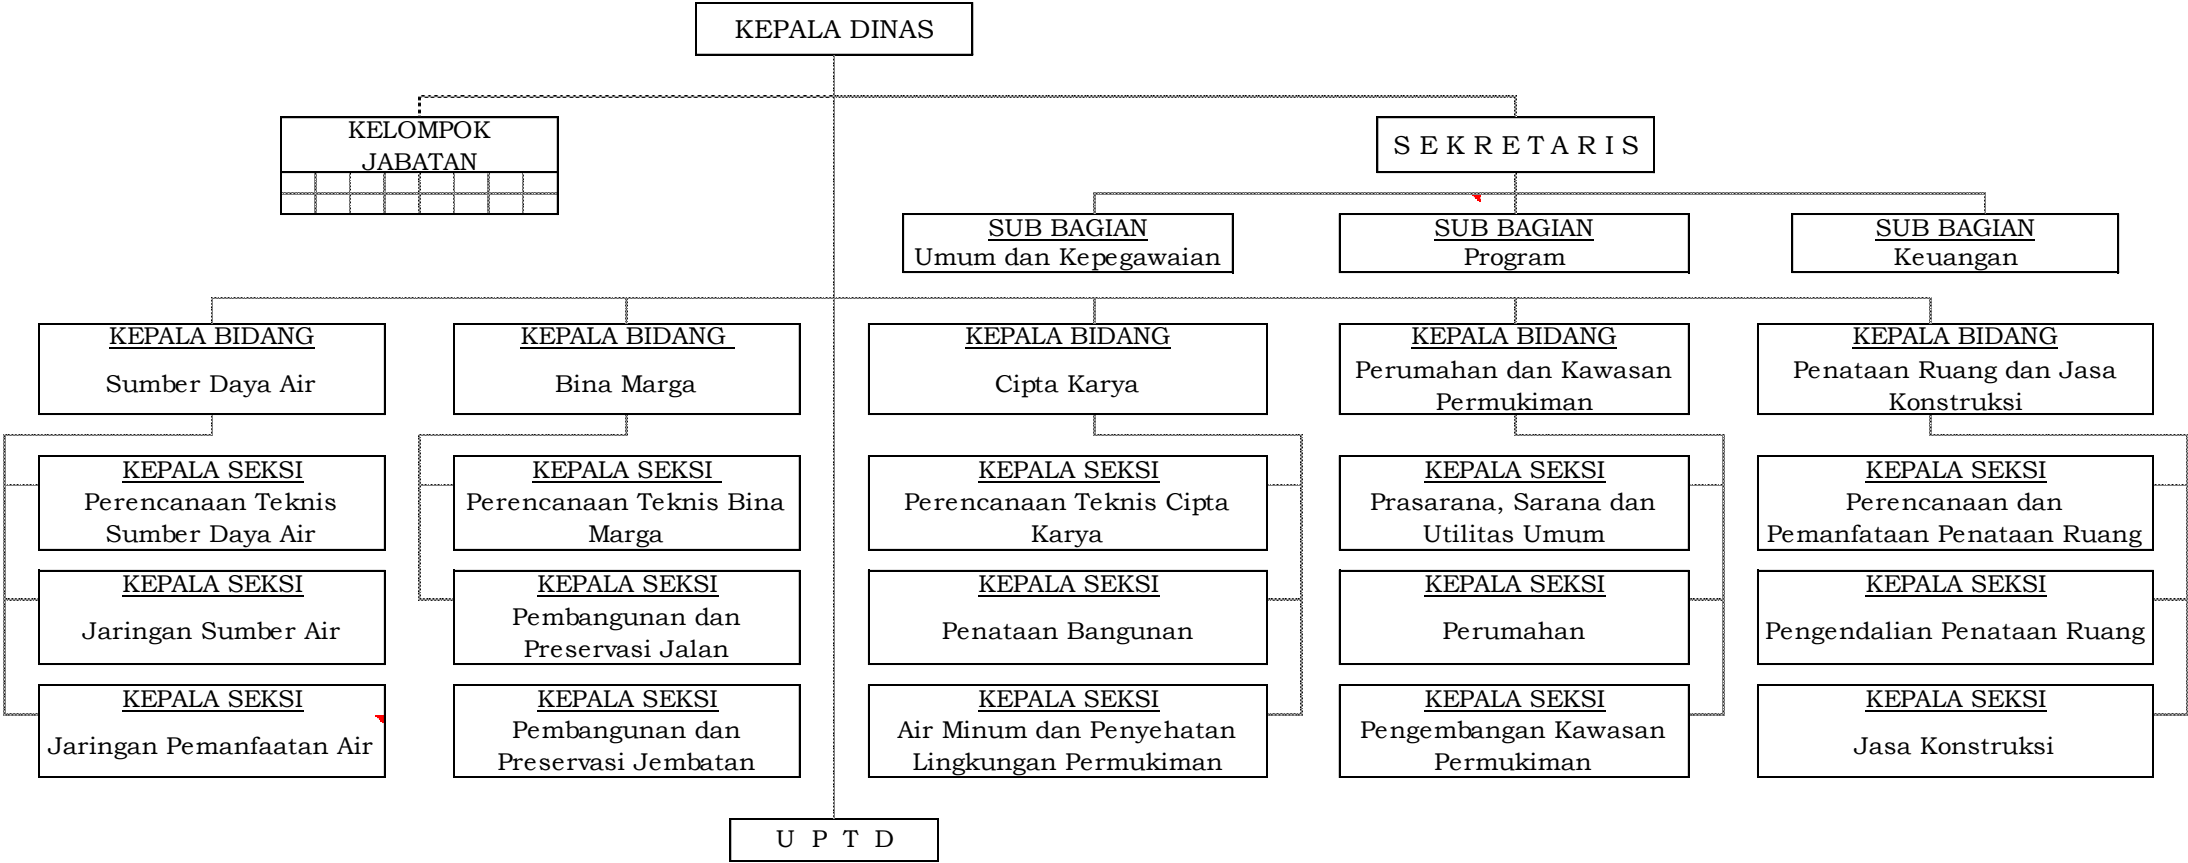 KEPALA DINAS
KELOMPOK
JABATAN
S E K R E T A R I S
SUB BAGIAN
Umum dan Kepegawaian
SUB BAGIAN
Program
SUB BAGIAN
Keuangan
KEPALA BIDANG
Sumber Daya Air
KEPALA BIDANG
Bina Marga
KEPALA BIDANG
Cipta Karya
KEPALA BIDANG
Perumahan dan Kawasan
Permukiman
KEPALA BIDANG
Penataan Ruang dan Jasa
Konstruksi
KEPALA SEKSI
Perencanaan Teknis
Sumber Daya Air
KEPALA SEKSI
Perencanaan Teknis Bina
Marga
KEPALA SEKSI
Perencanaan Teknis Cipta
Karya
KEPALA SEKSI
Prasarana, Sarana dan
Utilitas Umum
KEPALA SEKSI
Perencanaan dan
Pemanfataan Penataan Ruang
KEPALA SEKSI
Jaringan Sumber Air
KEPALA SEKSI
Pembangunan dan
Preservasi Jalan
KEPALA SEKSI
Penataan Bangunan
KEPALA SEKSI
Perumahan
KEPALA SEKSI
Pengendalian Penataan Ruang
KEPALA SEKSI
Jaringan Pemanfaatan Air
KEPALA SEKSI
Pembangunan dan
Preservasi Jembatan
KEPALA SEKSI
Air Minum dan Penyehatan
Lingkungan Permukiman
KEPALA SEKSI
Pengembangan Kawasan
Permukiman
KEPALA SEKSI
Jasa Konstruksi
U P T D